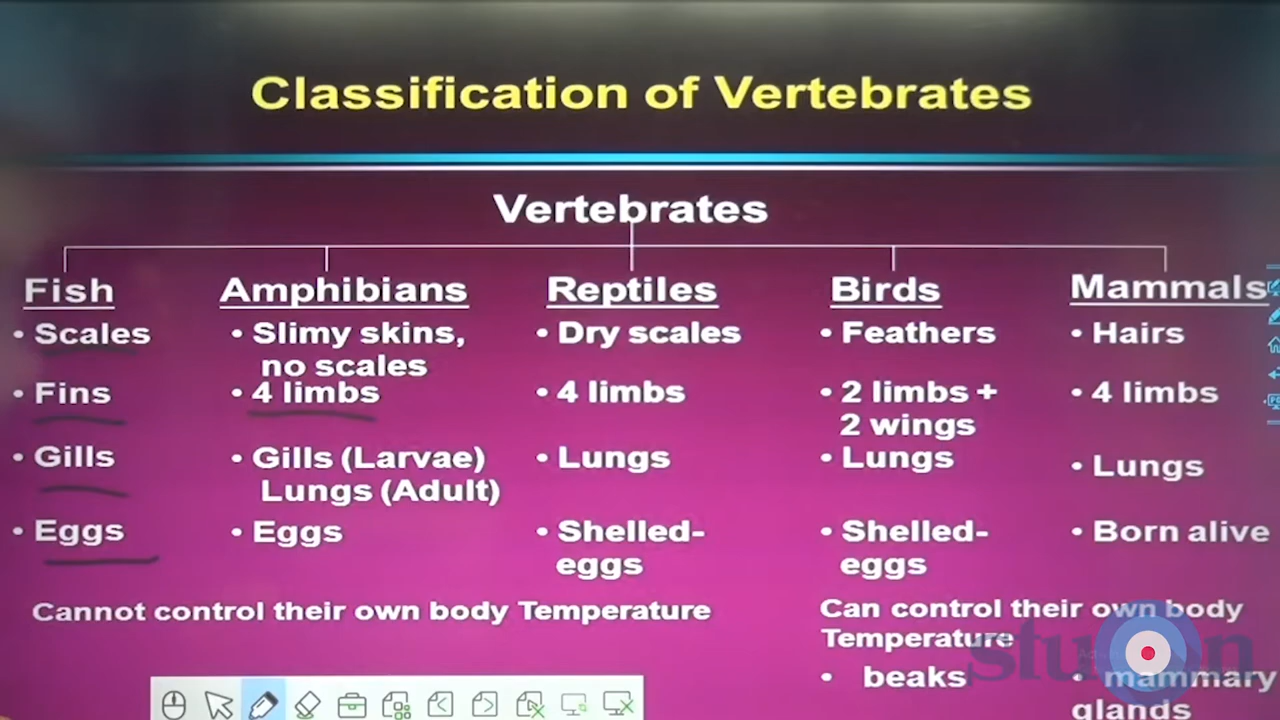 Classification of Vertebrates
Vertebrates
Fish
• Scales
• Fins
• Gills
• Eggs
Amphibians
• Slimy skins,
no scales
• 4 limbs
• Gills (Larvae)
Lungs (Adult)
• Eggs
Reptiles
• Dry scales
• 4 limbs
• Lungs
• Shelled-
eggs
Birds
• Feathers
• 2 limbs +
2 wings
• Lungs
• Shelled-
eggs
Mammals
• Hairs
• 4 limbs
• Lungs
• Born alive
Cannot control their own body Temperature
Can control their own body
Temperature
• beaks
• mammary
glands